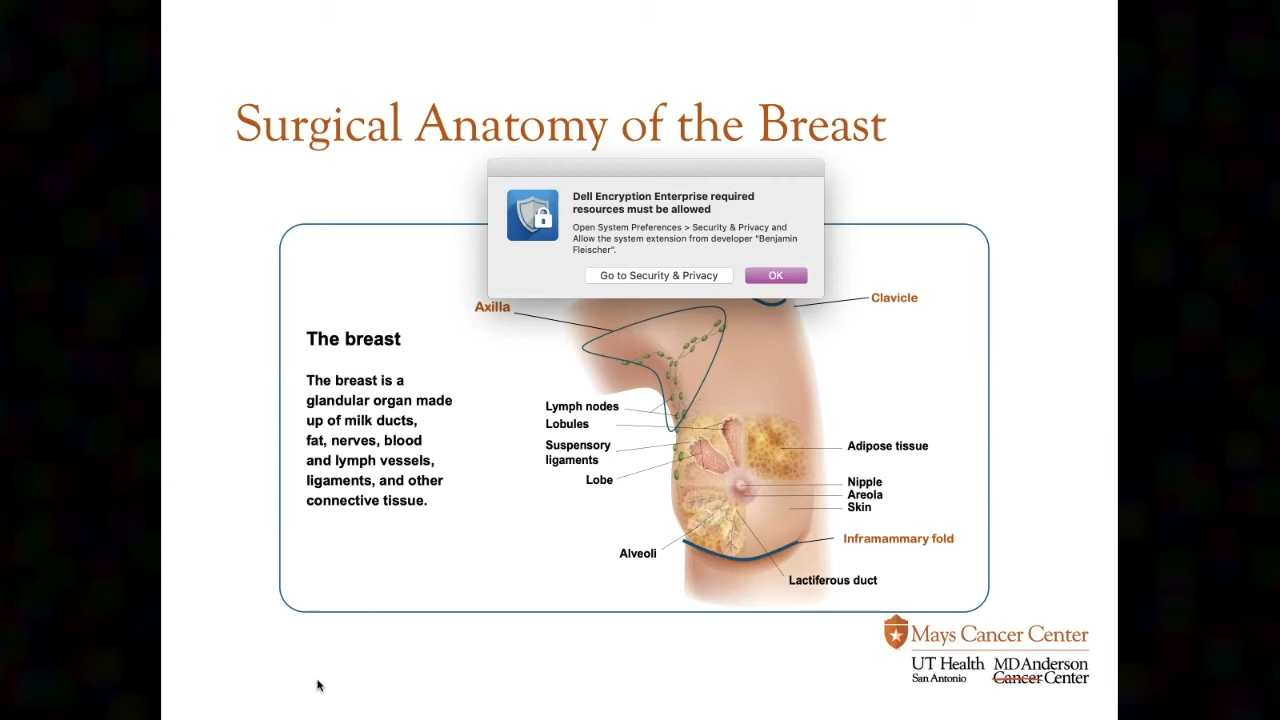 Surgical Anatomy of the Breast
Dell Encryption Enterprise required
resources must be allowed
Open System Preferences > Security & Privacy and
Allow the system extension from developer "Benjamin
Fleischer".
Go to Security & Privacy
OK
Axilla
Clavicle
The breast
The breast is a
glandular organ made
up of milk ducts,
fat, nerves, blood
and lymph vessels,
ligaments, and other
connective tissue.
Lymph nodes
Lobules
Suspensory
ligaments
Lobe
Alveoli
Adipose tissue
Nipple
Areola
Skin
Inframammary fold
Lactiferous duct
Mays Cancer Center
UT Health
San Antonio
MD Anderson
Cancer Center